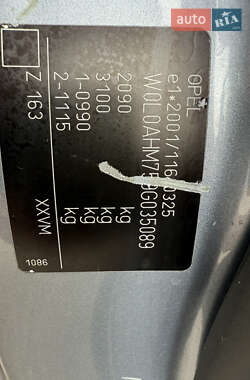 AUTO RIA
OPEL
e1*2001/116*0325
W0L0AHM759G035089
2090 kg
3100 kg
1-0990 kg
2-1115 kg
Z 163 XXVM
1086